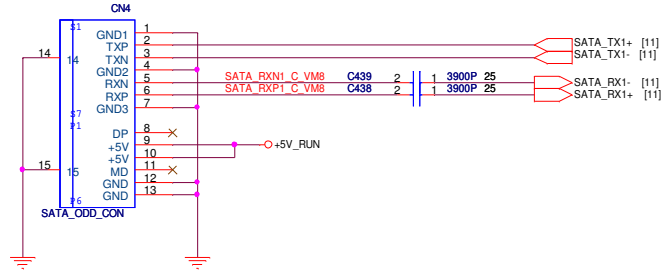 CN4
S1
GND1 1
TXP 2 SATA_TX1+ [11]
14 14 TXN 3 SATA_TX1- [11]
GND2 4
RXN 5 SATA_RXN1_C_VM8 C439 2 1 3900P 25 SATA_RX1- [11]
RXP 6 SATA_RXP1_C_VM8 C438 2 1 3900P 25 SATA_RX1+ [11]
GND3 7
S7
P1
DP 8
+5V 9 +5V_RUN
+5V 10
15 15 MD 11
GND 12
GND 13
P6
SATA_ODD_CON